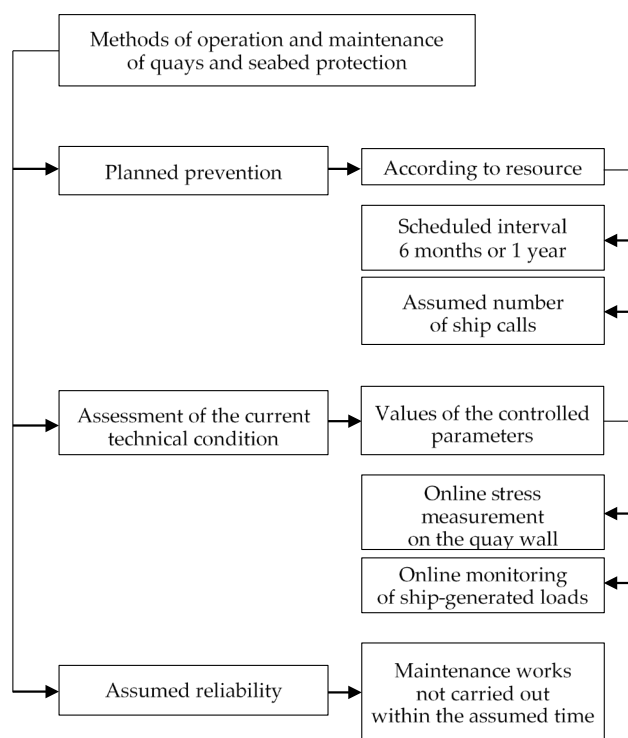 Methods of operation and maintenance
of quays and seabed protection
Planned prevention
According to resource
Scheduled interval
6 months or 1 year
Assumed number
of ship calls
Assessment of the current
technical condition
Values of the controlled
parameters
Online stress
measurement
on the quay wall
Online monitoring
of ship-generated loads
Assumed reliability
Maintenance works
not carried out
within the assumed time